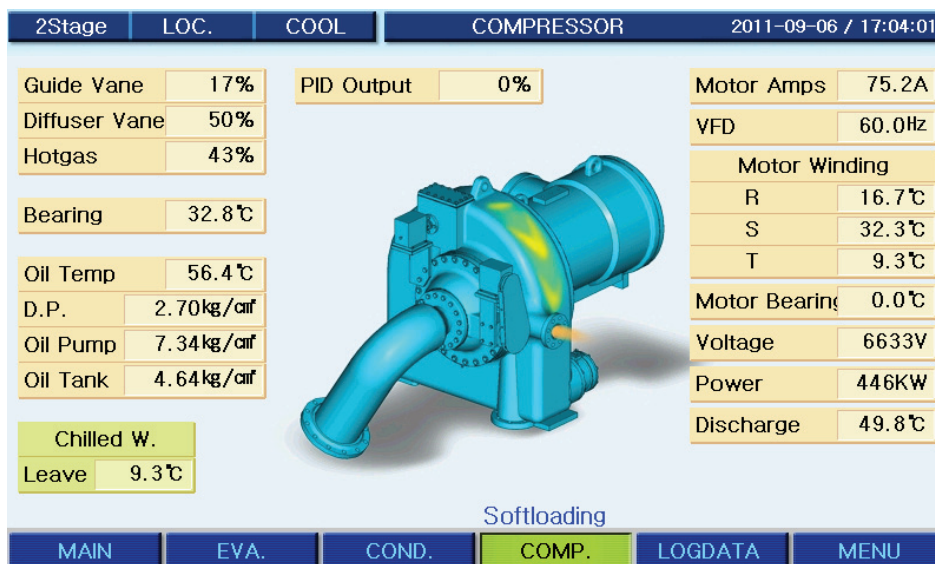 2Stage LOC. COOL COMPRESSOR 2011-09-06 / 17:04:01
Guide Vane 17% PID Output 0% Motor Amps 75.2A
Diffuser Vane 50% VFD 60.0Hz
Hotgas 43% Motor Winding
R 16.7℃
Bearing 32.8℃ S 32.3℃
T 9.3℃
Oil Temp 56.4℃ Motor Bearing 0.0℃
D.P. 2.70kg/㎠
Oil Pump 7.34kg/㎠ Voltage 6633V
Oil Tank 4.64kg/㎠ Power 446KW
Discharge 49.8℃
Chilled W.
Leave 9.3℃
Softloading
MAIN EVA. COND. COMP. LOGDATA MENU